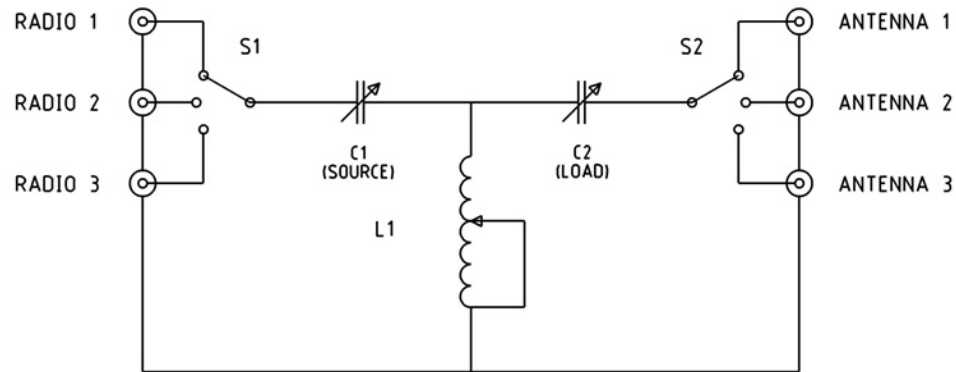 RADIO 1
S1
S2
ANTENNA 1
RADIO 2
ANTENNA 2
C1
(SOURCE)
C2
(LOAD)
RADIO 3
ANTENNA 3
L1